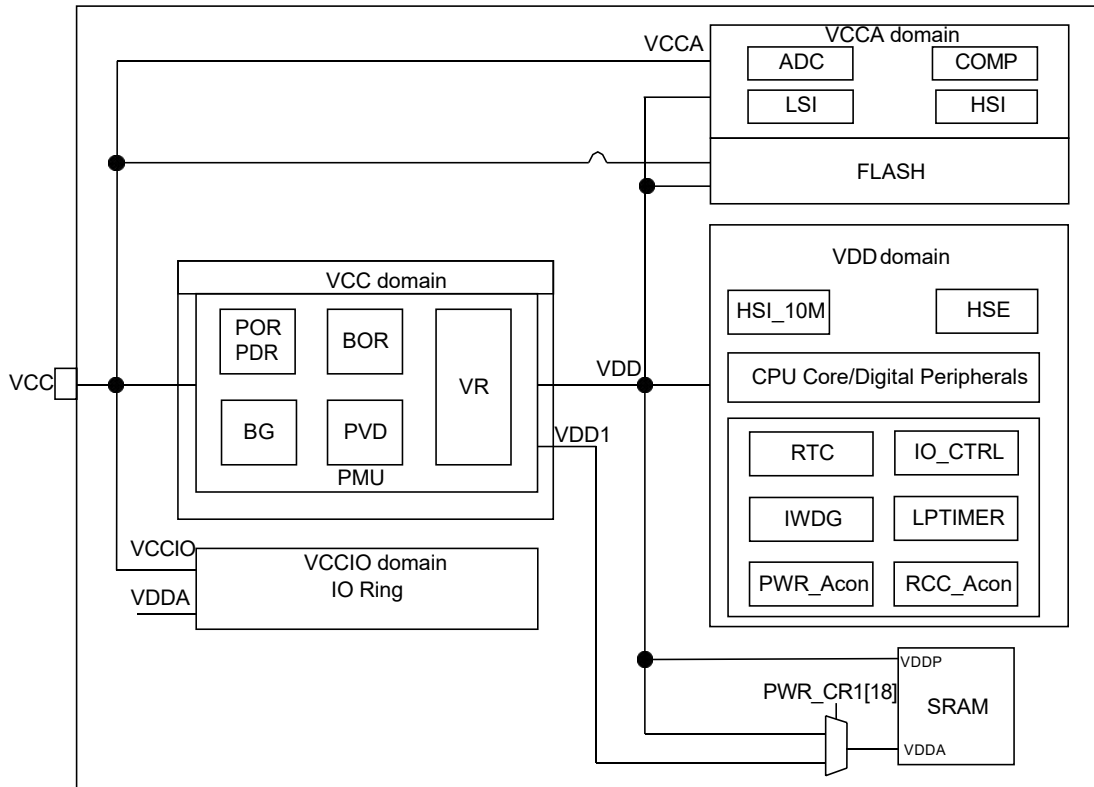 VCCA
VCCA domain
ADC
COMP
LSI
HSI
FLASH
VDD domain
HSI_10M
HSE
CPU Core/Digital Peripherals
RTC
IO_CTRL
IWDG
LPTIMER
PWR_Acon
RCC_Acon
VCC
VCC domain
POR
PDR
BOR
VR
BG
PVD
PMU
VDD
VDD1
VCCIO
VDDA
VCCIO domain
IO Ring
PWR_CR1[18]
VDDP
SRAM
VDDA